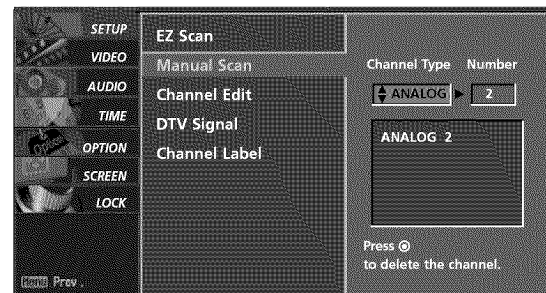 SETUP
VIDEO
AUDIO
TIME
OPTION
SCREEN
LOCK
Menu Prev.
EZ Scan
Manual Scan
Channel Edit
DTV Signal
Channel Label
Channel Type Number
ANALOG 2
ANALOG 2
Press
to delete the channel.